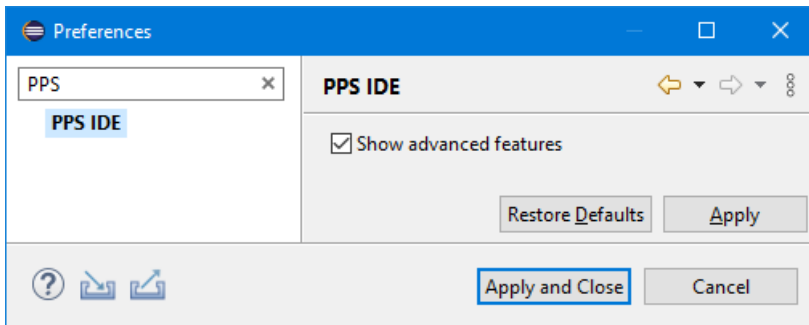 Preferences
PPS
PPS IDE
PPS IDE
Show advanced features
Restore Defaults
Apply
Apply and Close
Cancel